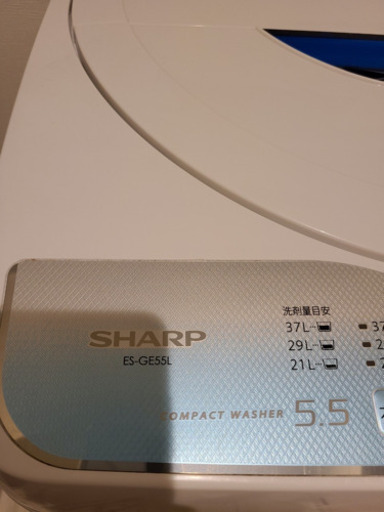 洗剤量目安
37L
29L
21L
SHARP
ES-GE55L
COMPACT WASHER 5.5